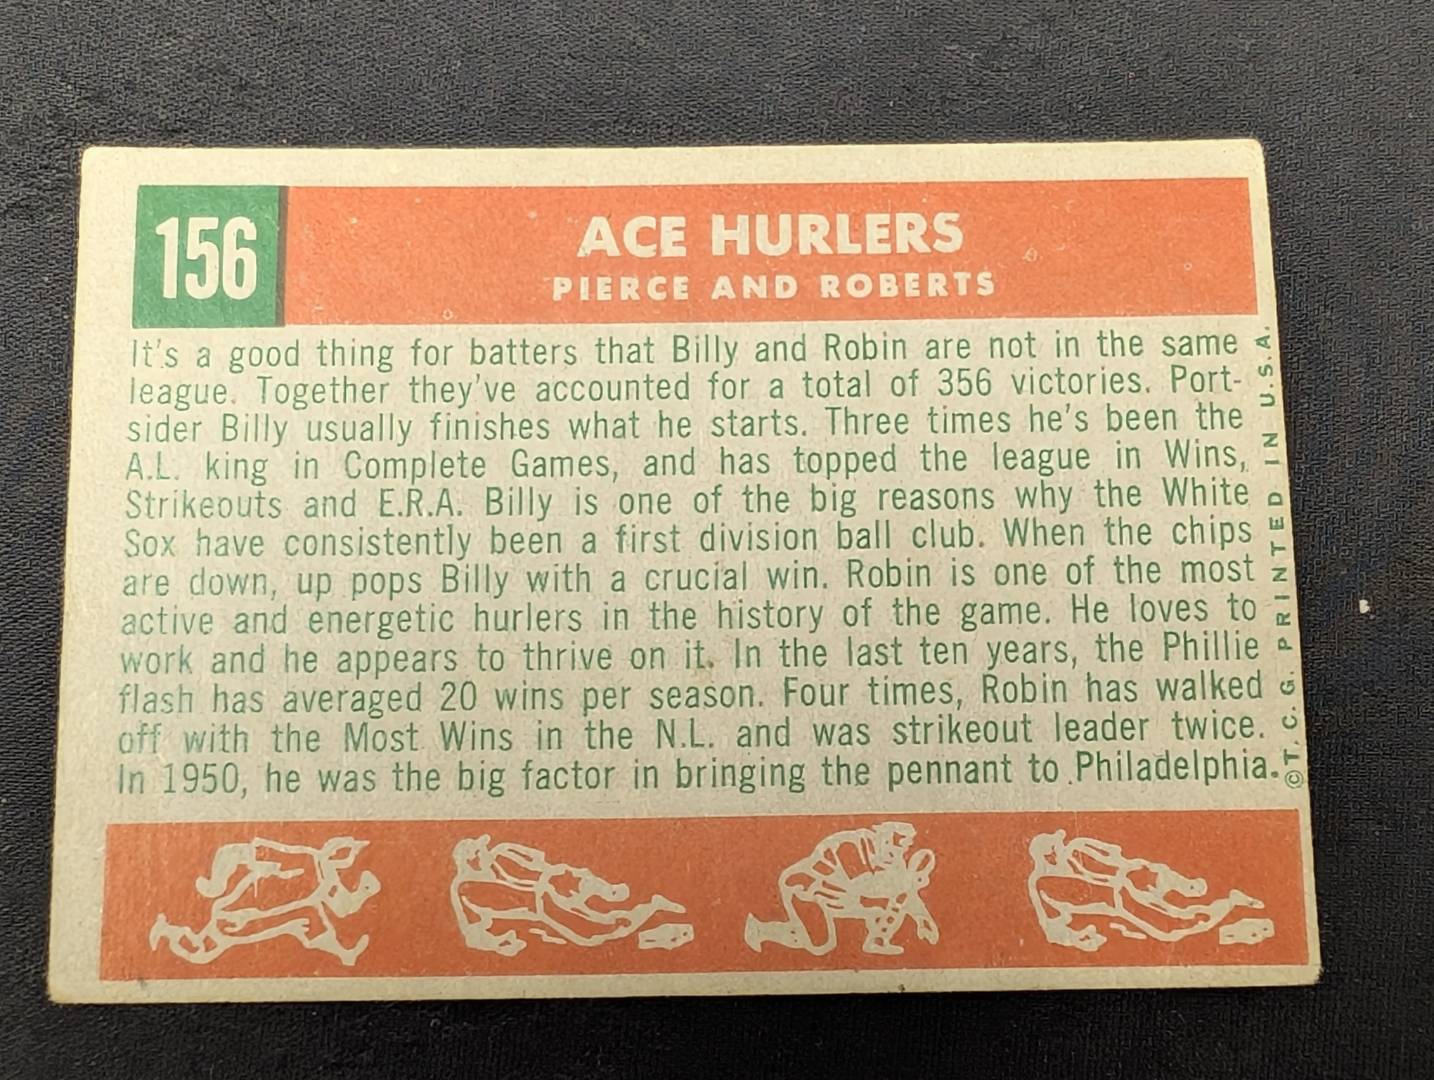 156
ACE HURLERS
PIERCE AND ROBERTS
It's a good thing for batters that Billy and Robin are not in the same
league. Together they've accounted for a total of 356 victories. Port-
sider Billy usually finishes what he starts. Three times he's been the
A.L. king in Complete Games, and has topped the league in Wins,
Strikeouts and E.R.A. Billy is one of the big reasons why the White
Sox have consistently been a first division ball club. When the chips
are down, up pops Billy with a crucial win. Robin is one of the most
active and energetic hurlers in the history of the game. He loves to
work and he appears to thrive on it. In the last ten years, the Phillie
flash has averaged 20 wins per season. Four times, Robin has walked
off with the Most Wins in the N.L. and was strikeout leader twice.
In 1950, he was the big factor in bringing the pennant to Philadelphia.
©T. C. G. PRINTED IN U.S.A.